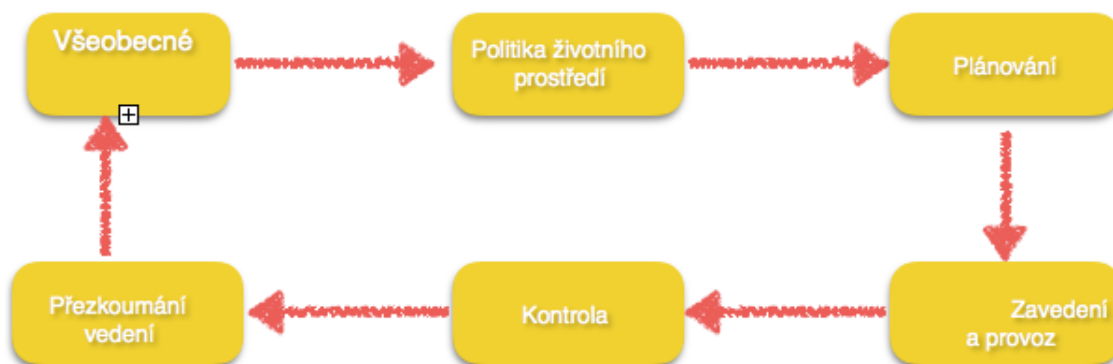 Všeobecné
Politika životního
prostředí
Plánování
Zavedení
a provoz
Kontrola
Přezkoumání
vedení